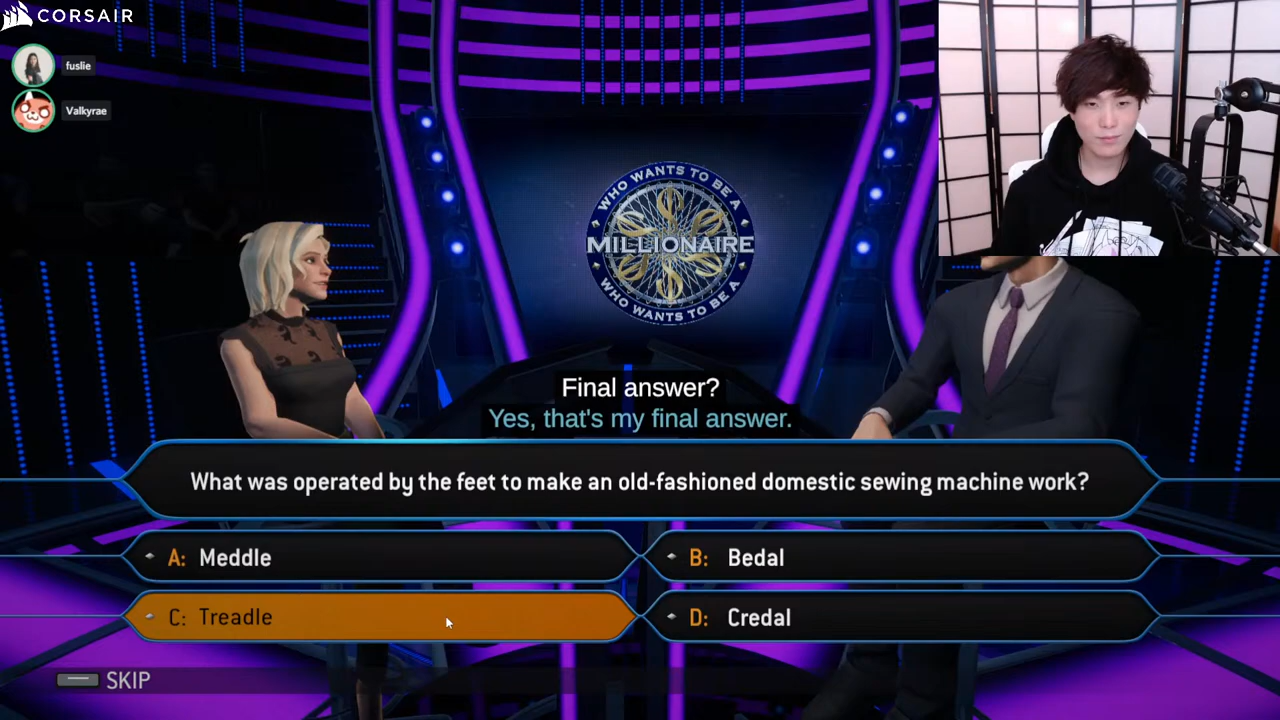 CORSAIR
fuslie
Valkyrae
WHO WANTS TO BE A
MILLIONAIRE
WHO WANTS TO BE A
Final answer?
Yes, that's my final answer.
What was operated by the feet to make an old-fashioned domestic sewing machine work?
A: Meddle
B: Bedal
C: Treadle
D: Credal
SKIP